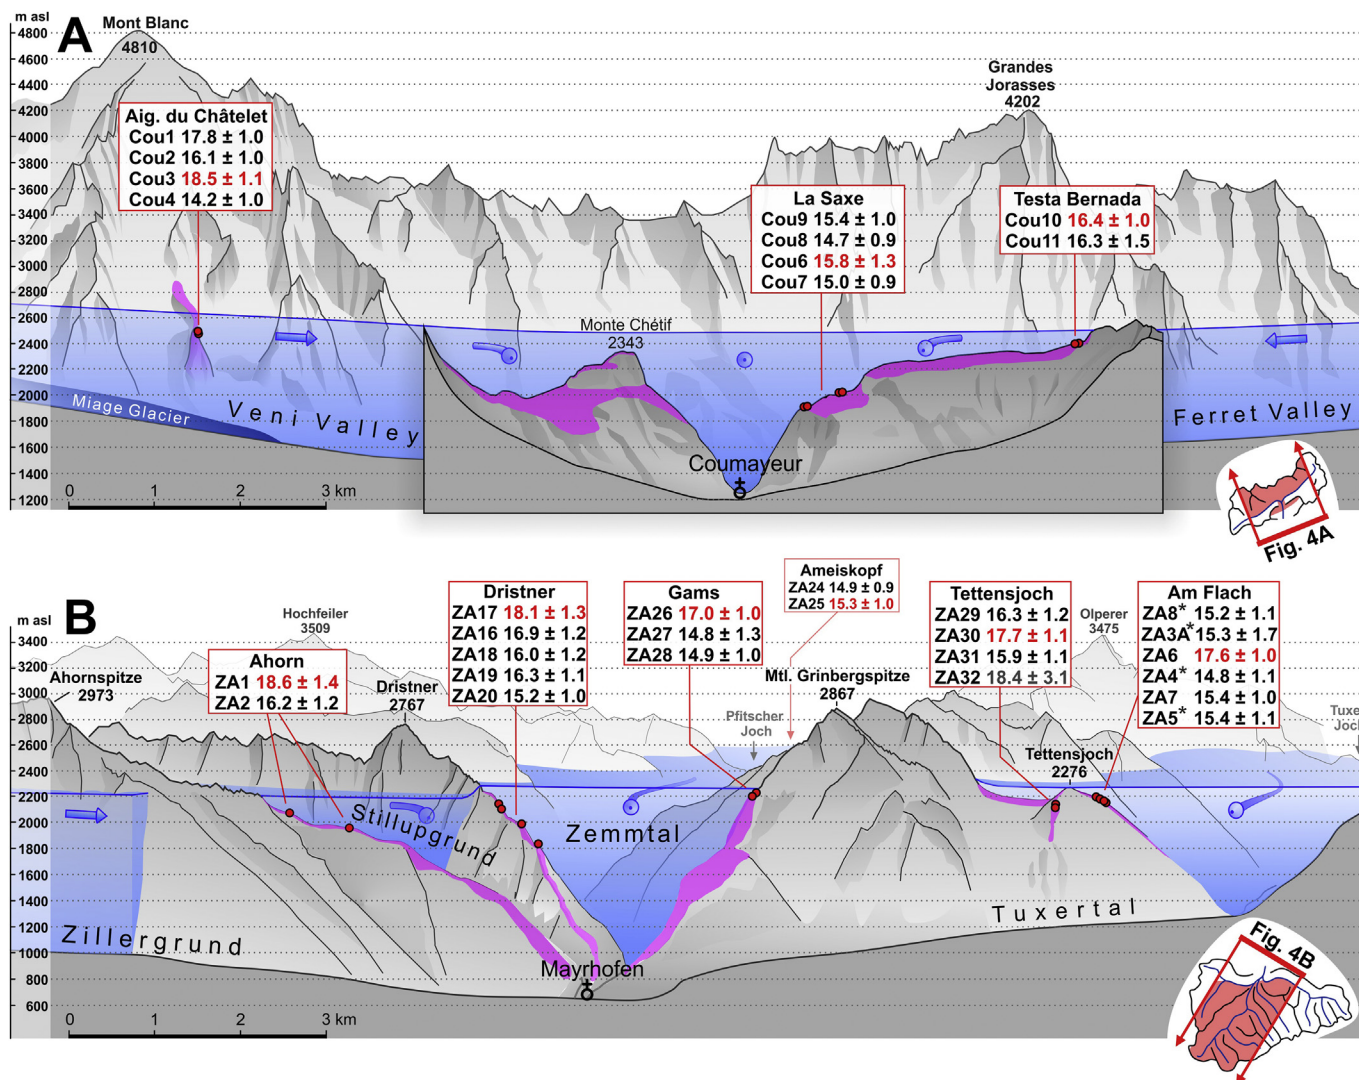 m asl
A
Mont Blanc
4810
4800
4600
4400
4200
4000
3800
3600
3400
3200
3000
2800
2600
2400
2200
2000
1800
1600
1400
1200
Aig. du Châtelet
Cou1 17.8 ± 1.0
Cou2 16.1 ± 1.0
Cou3 18.5 ± 1.1
Cou4 14.2 ± 1.0
Grandes
Jorasses
4202
La Saxe
Cou9 15.4 ± 1.0
Cou8 14.7 ± 0.9
Cou6 15.8 ± 1.3
Cou7 15.0 ± 0.9
Testa Bernada
Cou10 16.4 ± 1.0
Cou11 16.3 ± 1.5
Monte Chétif
2343
Miage Glacier
Veni Valley
Ferret Valley
Coumayeur
0 1 2 3 km
Fig. 4A
m asl
B
3400
3200
3000
2800
2600
2400
2200
2000
1800
1600
1400
1200
1000
800
600
Ahornspitze
2973
Hochfeiler
3509
Ahorn
ZA1 18.6 ± 1.4
ZA2 16.2 ± 1.2
Dristner
2767
Dristner
ZA17 18.1 ± 1.3
ZA16 16.9 ± 1.2
ZA18 16.0 ± 1.2
ZA19 16.3 ± 1.1
ZA20 15.2 ± 1.0
Gams
ZA26 17.0 ± 1.0
ZA27 14.8 ± 1.3
ZA28 14.9 ± 1.0
Ameiskopf
ZA24 14.9 ± 0.9
ZA25 15.3 ± 1.0
Mtl. Grinbergspitze
2867
Pfitscher
Joch
Tettensjoch
ZA29 16.3 ± 1.2
ZA30 17.7 ± 1.1
ZA31 15.9 ± 1.1
ZA32 18.4 ± 3.1
Olperer
3475
Am Flach
ZA8* 15.2 ± 1.1
ZA3A* 15.3 ± 1.7
ZA6 17.6 ± 1.0
ZA4* 14.8 ± 1.1
ZA7 15.4 ± 1.0
ZA5* 15.4 ± 1.1
Tuxe
Joch
Tettensjoch
2276
Stillupgrund
Zemmtal
Zillergrund
Tuxertal
Mayrhofen
0 1 2 3 km
Fig. 4B